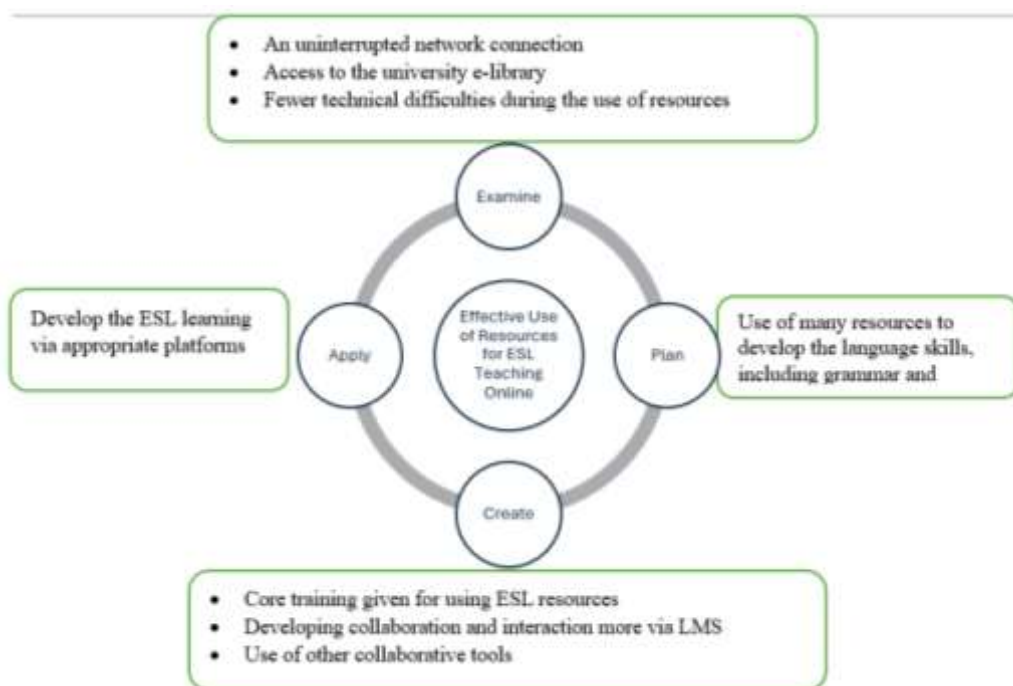 • An uninterrupted network connection
• Access to the university e-library
• Fewer technical difficulties during the use of resources
Examine
Develop the ESL learning
via appropriate platforms
Apply
Effective Use of
Resources
for ESL
Teaching
Online
Plan
Use of many resources to
develop the language skills,
including grammar and
Create
• Core training given for using ESL resources
• Developing collaboration and interaction more via LMS
• Use of other collaborative tools